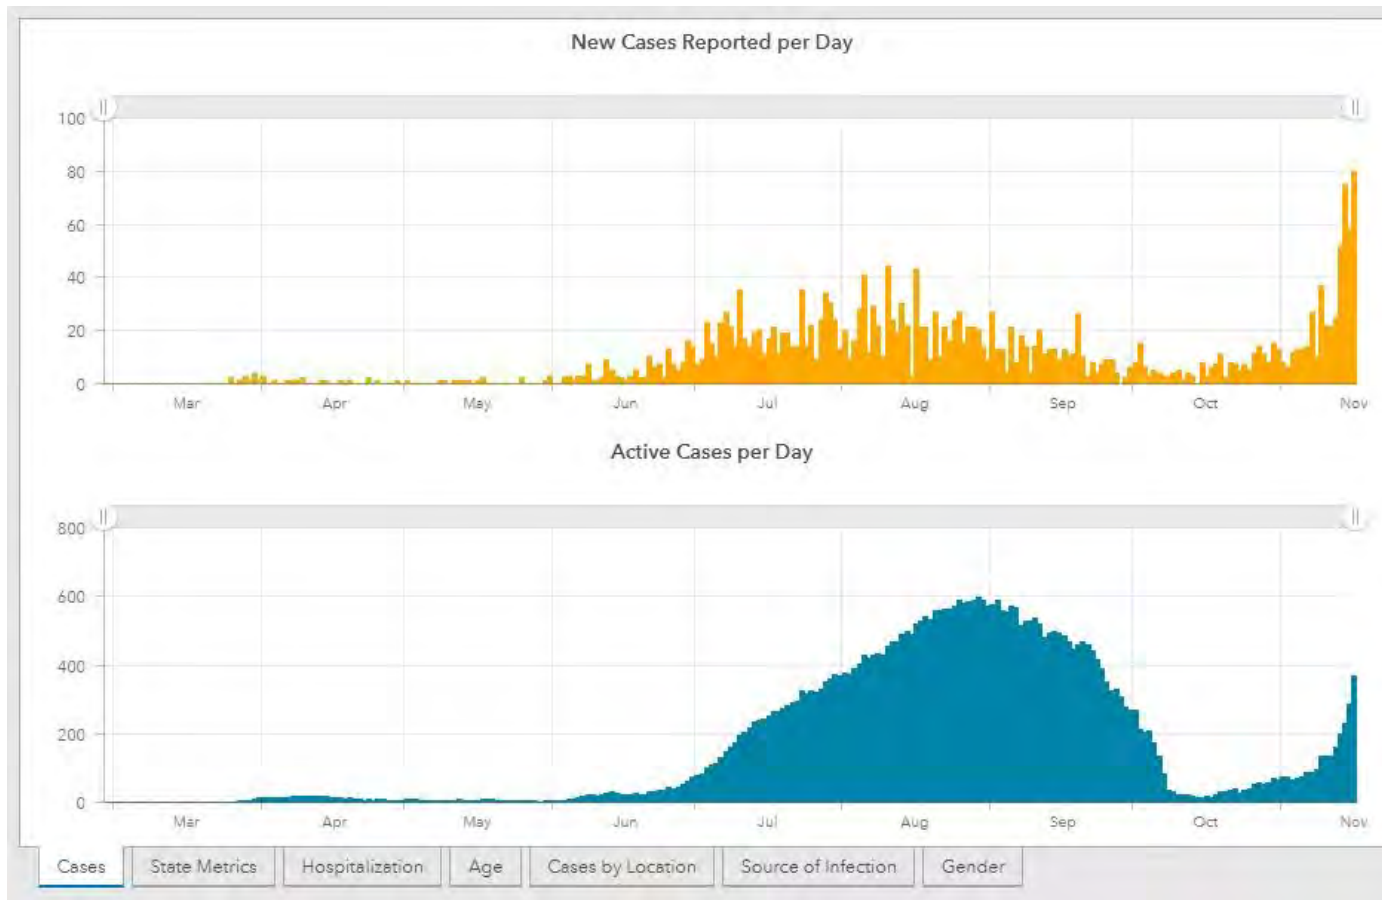 New Cases Reported per Day
100
80
60
40
20
0
Mar Apr May Jun Jul Aug Sep Oct Nov
Active Cases per Day
800
600
400
200
0
Mar Apr May Jun Jul Aug Sep Oct Nov
Cases State Metrics Hospitalization Age Cases by Location Source of Infection Gender